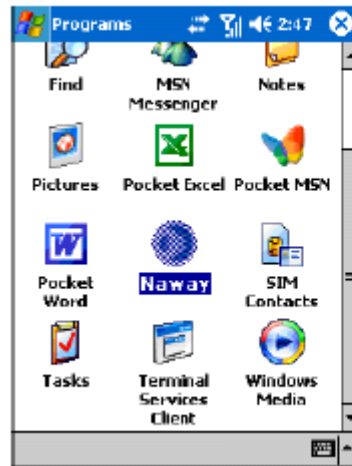 Programs 2:47
Find MSN Notes
Messenger
Pictures Pocket Excel Pocket MSN
Pocket Naway SIM
Word Contacts
Tasks Terminal Windows
Services Media
Client